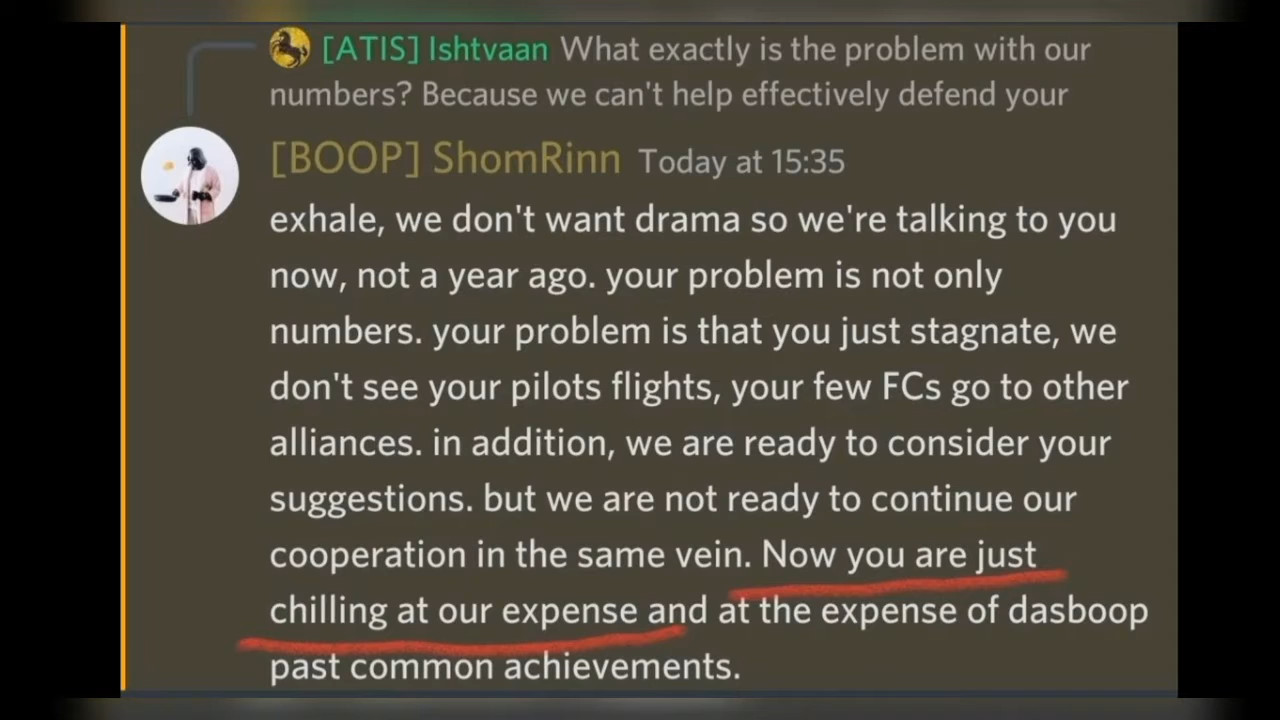 [ATIS] Ishtvaan What exactly is the problem with our
numbers? Because we can't help effectively defend your
[BOOP] ShomRinn Today at 15:35
exhale, we don't want drama so we're talking to you
now, not a year ago. your problem is not only
numbers. your problem is that you just stagnate, we
don't see your pilots flights, your few FCs go to other
alliances. in addition, we are ready to consider your
suggestions. but we are not ready to continue our
cooperation in the same vein. Now you are just
chilling at our expense and at the expense of dasboop
past common achievements.